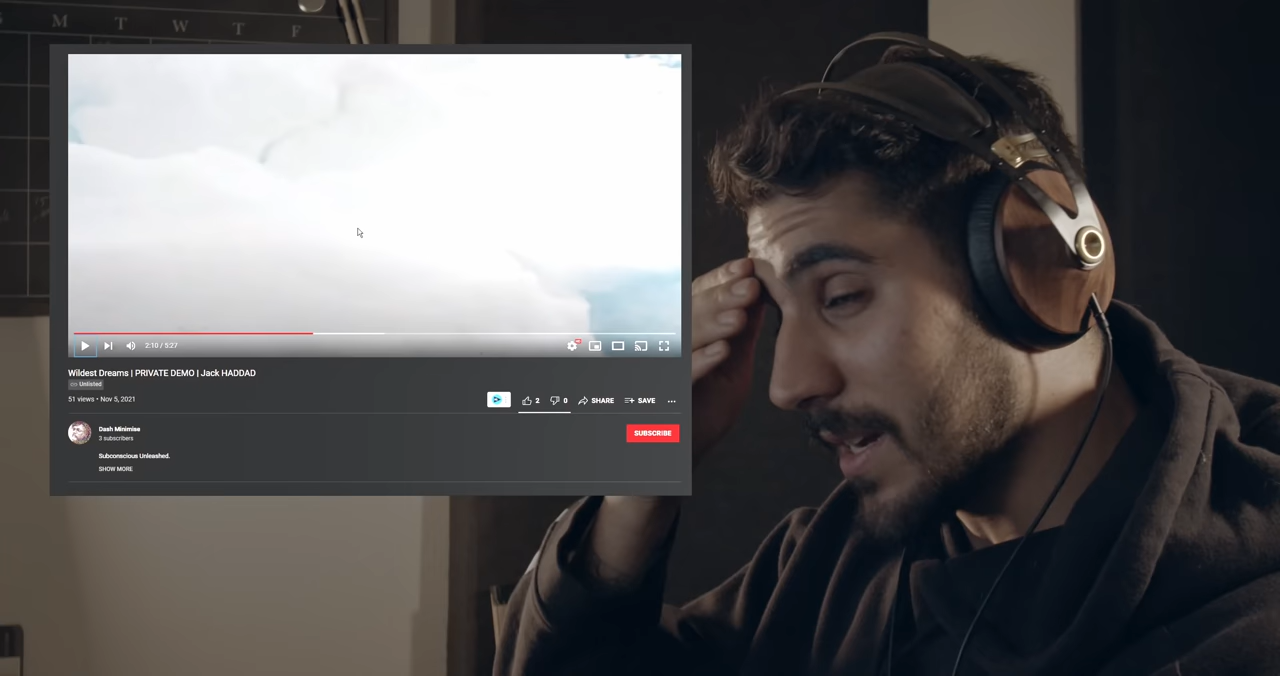 M T W T F
2:10 / 5:27
Wildest Dreams | PRIVATE DEMO | Jack HADDAD
Unlisted
51 views • Nov 5, 2021
2 0 SHARE SAVE
Dash Minimise
3 subscribers
SUBSCRIBE
Subconscious Unleashed.
SHOW MORE